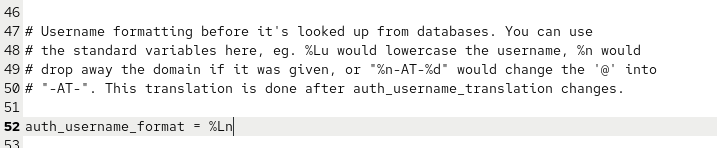 46
47 # Username formatting before it's looked up from databases. You can use
48 # the standard variables here, eg. %Lu would lowercase the username, %n would
49 # drop away the domain if it was given, or "%n-AT-%d" would change the '@' into
50 # "-AT-". This translation is done after auth_username_translation changes.
51
52 auth_username_format = %Ln
53